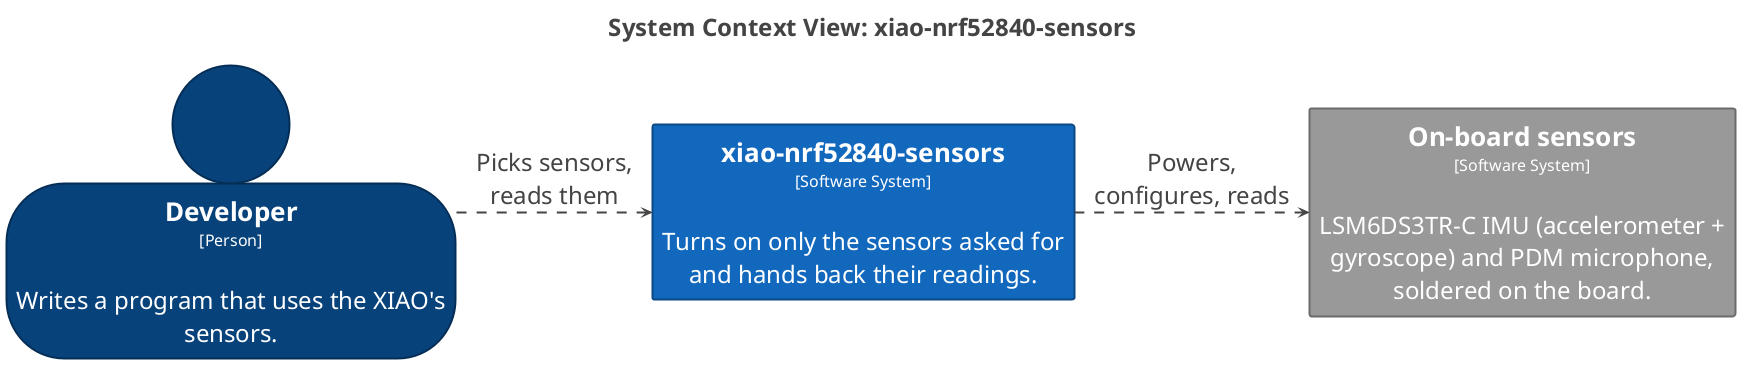 System Context View: xiao-nrf52840-sensors
Developer
[Person]
Writes a program that uses the XIAO's
sensors.
Picks sensors,
reads them
xiao-nrf52840-sensors
[Software System]
Turns on only the sensors asked for
and hands back their readings.
Powers,
configures, reads
On-board sensors
[Software System]
LSM6DS3TR-C IMU (accelerometer +
gyroscope) and PDM microphone,
soldered on the board.